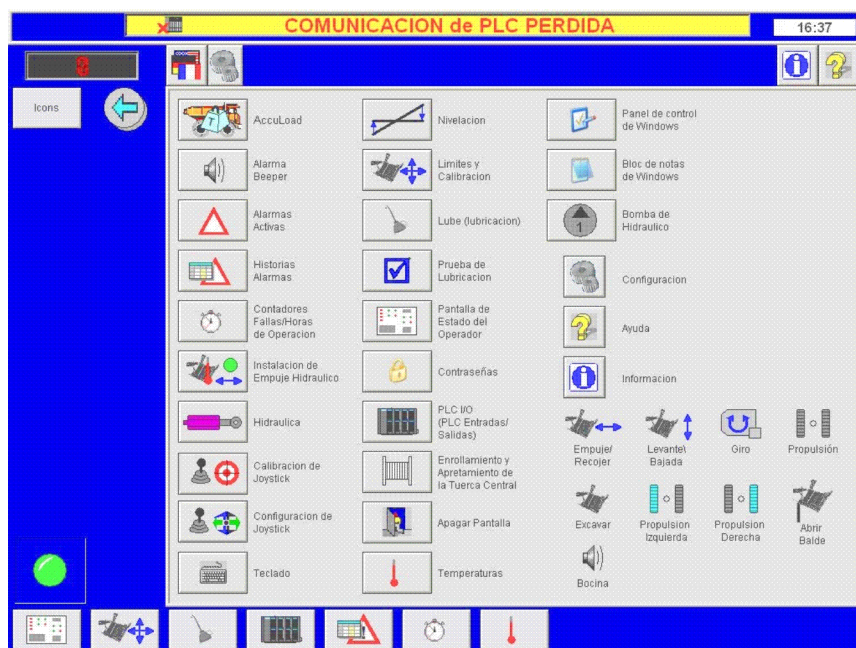 COMUNICACION de PLC PERDIDA
16:37
Icons
AccuLoad
Alarma
Beeper
Alarmas
Activas
Historias
Alarmas
Contadores
Fallas/Horas
de Operacion
Instalacion de
Empuje Hidraulico
Hidraulica
Calibracion de
Joystick
Configuracion de
Joystick
Teclado
Nivelacion
Limites y
Calibracion
Lube (lubricacion)
Prueba de
Lubricacion
Pantalla de
Estado del
Operador
Contraseñas
PLC I/O
(PLC Entradas/
Salidas)
Enrollamiento y
Apretamiento de
la Tuerca Central
Apagar Pantalla
Temperaturas
Panel de control
de Windows
Bloc de notas
de Windows
1
Bomba de
Hidraulico
Configuracion
Ayuda
Informacion
Empuje/
Recojer
Levante\
Bajada
Giro
Propulsión
Excavar
Propulsion
Izquierda
Propulsion
Derecha
Abrir
Balde
Bocina